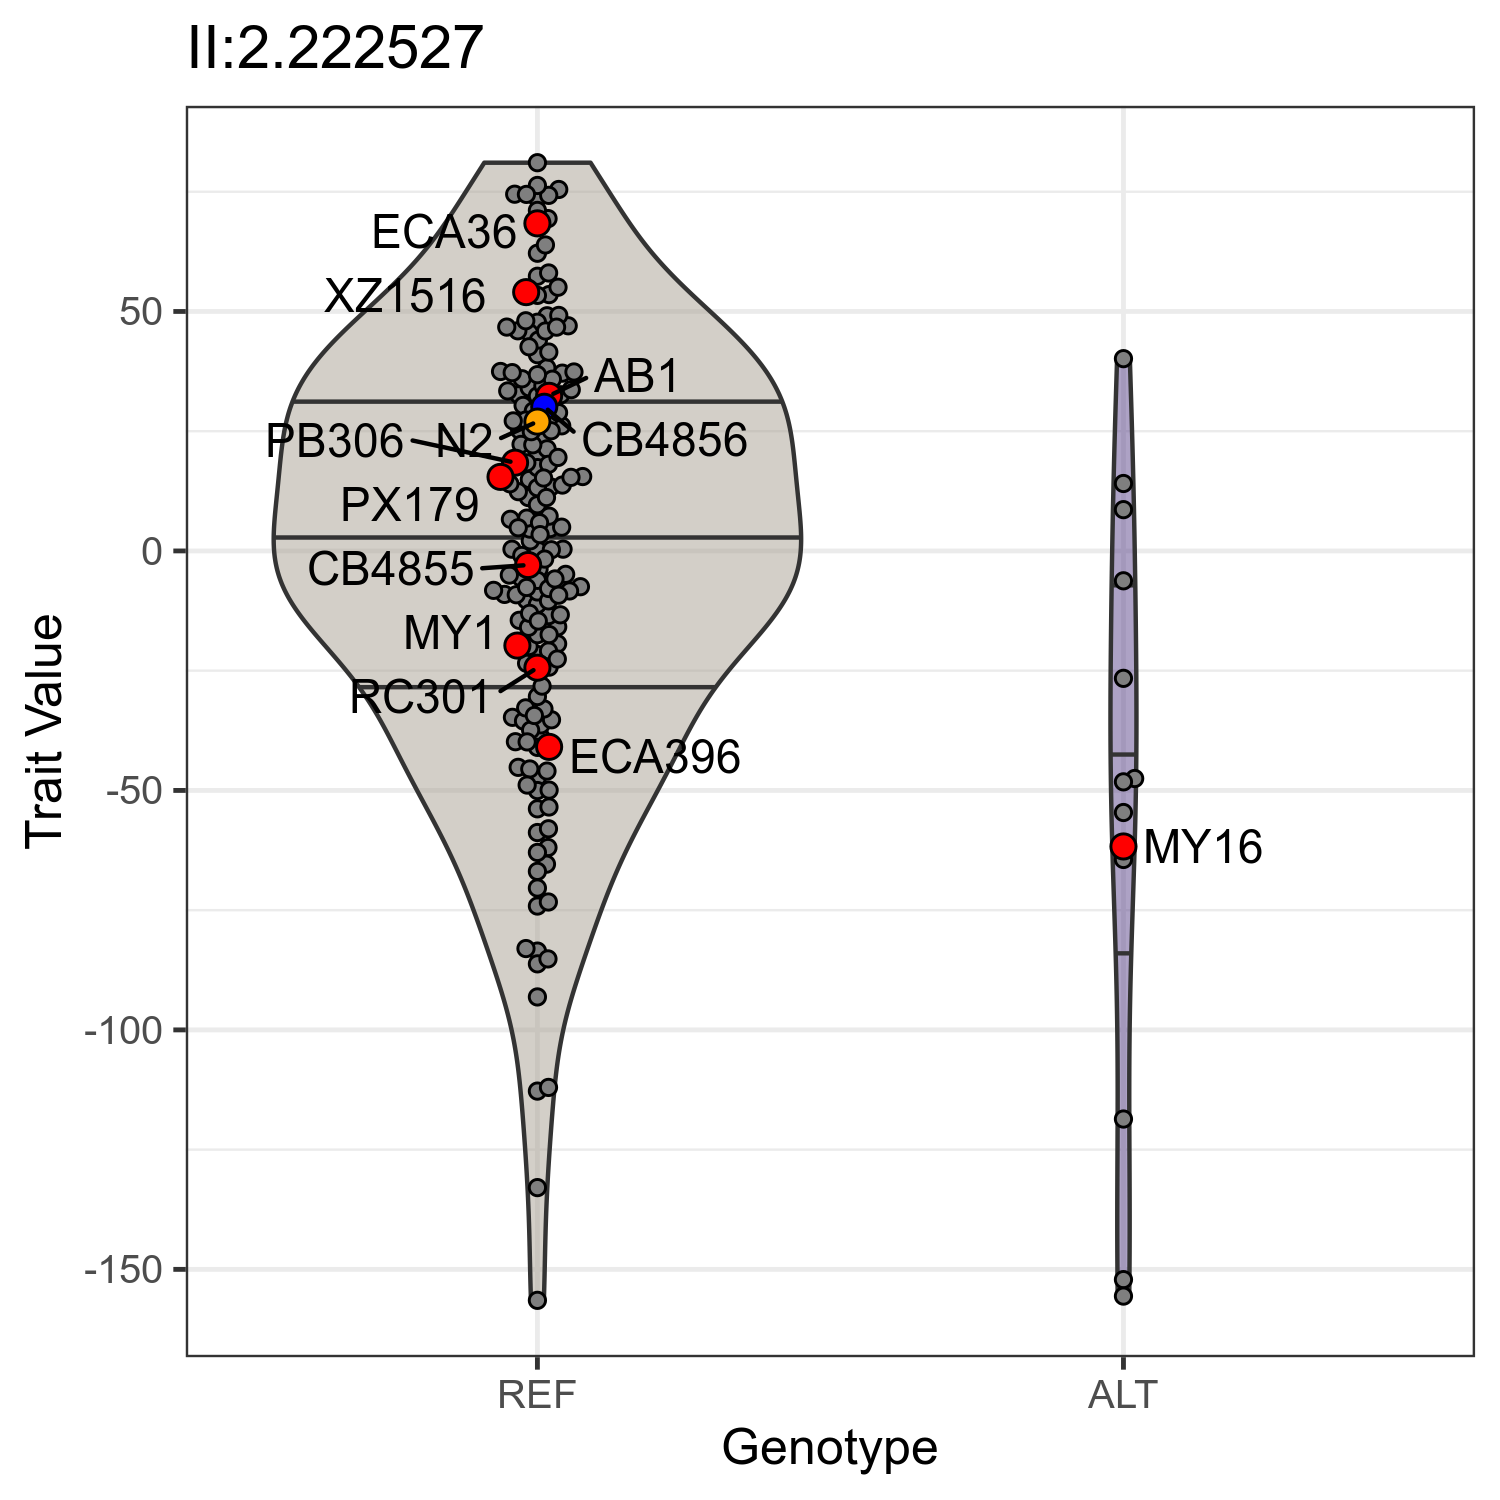 II:2.222527
ECA36
XZ1516
50
AB1
PB306
N2
CB4856
PX179
0
CB4855
MY1
RC301
ECA396
-50
MY16
-100
-150
Trait Value
REF
ALT
Genotype